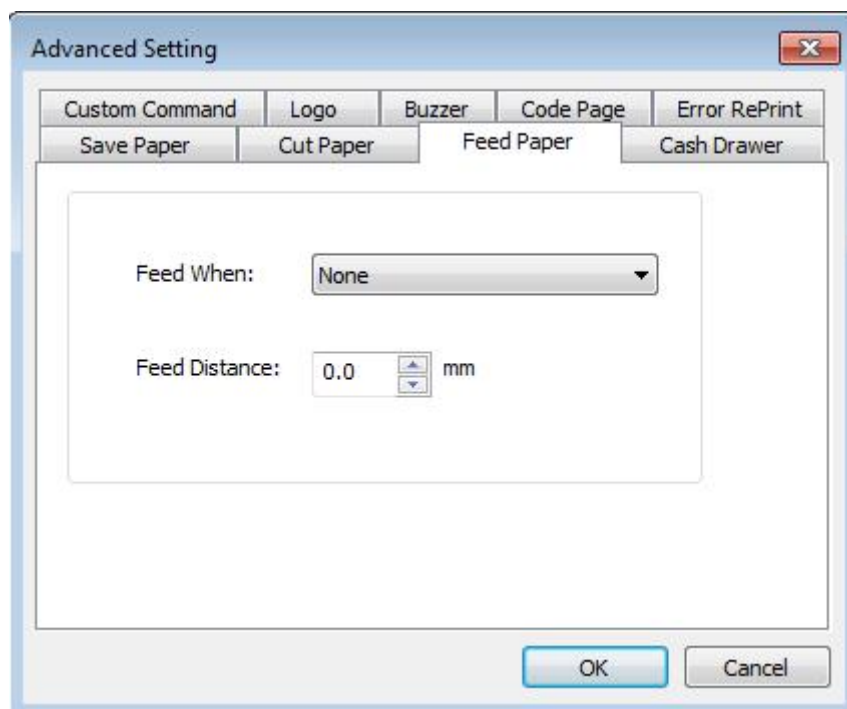 Advanced Setting
Custom Command Logo Buzzer Code Page Error RePrint
Save Paper Cut Paper Feed Paper Cash Drawer
Feed When: None
Feed Distance: 0.0 mm
OK Cancel